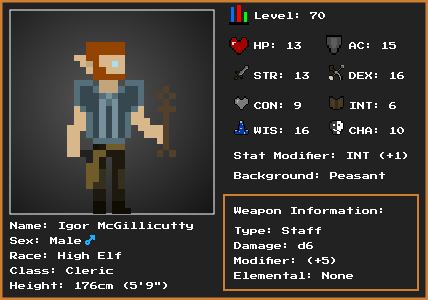 Level: 70
HP: 13
AC: 15
STR: 13
DEX: 16
CON: 9
INT: 6
WIS: 16
CHA: 10
Stat Modifier: INT (+1)
Background: Peasant
Name: Igor McGillicutty
Sex: Male♂
Race: High Elf
Class: Cleric
Height: 176cm (5'9")
Weapon Information:
Type: Staff
Damage: d6
Modifier: (+5)
Elemental: None